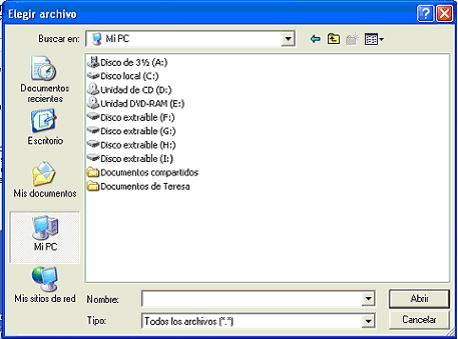 Elegir archivo
Buscar en: Mi PC
Disco de 3½ (A:)
Disco local (C:)
Unidad de CD (D:)
Unidad DVD-RAM (E:)
Disco extraíble (F:)
Disco extraíble (G:)
Disco extraíble (H:)
Disco extraíble (I:)
Documentos compartidos
Documentos de Teresa
Documentos
recientes
Escritorio
Mis documentos
Mi PC
Mis sitios de red
Nombre:
Abrir
Tipo: Todos los archivos (*.*)
Cancelar